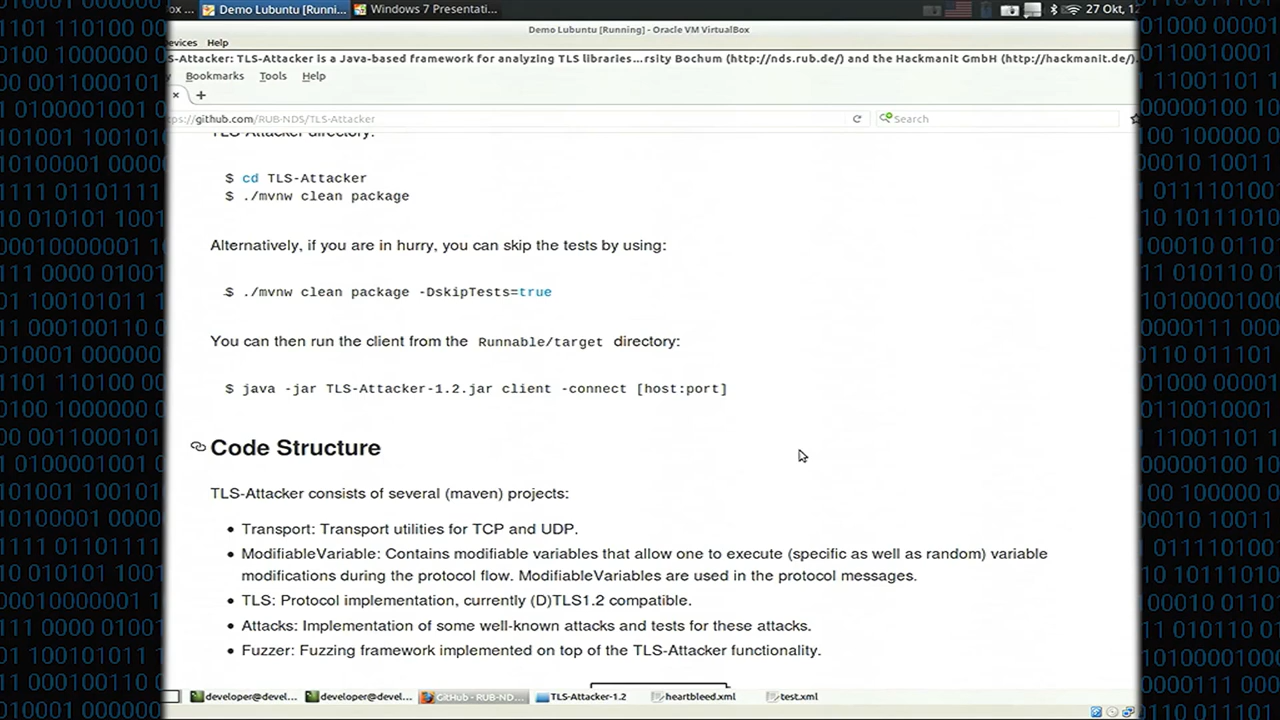 ox ...
Demo Lubuntu [Runni...
Windows 7 Presentati...
27 Okt, 12
Demo Lubuntu [Running] - Oracle VM VirtualBox
evices Help
S-Attacker: TLS-Attacker is a Java-based framework for analyzing TLS libraries...rsity Bochum (http://nds.rub.de/) and the Hackmanit GmbH (http://hackmanit.de/).
Bookmarks Tools Help
ps://github.com/RUB-NDS/TLS-Attacker
Search
TLS-Attacker directory.
$ cd TLS-Attacker
$ ./mvnw clean package
Alternatively, if you are in hurry, you can skip the tests by using:
$ ./mvnw clean package -DskipTests=true
You can then run the client from the Runnable/target directory:
$ java -jar TLS-Attacker-1.2.jar client -connect [host:port]
Code Structure
TLS-Attacker consists of several (maven) projects:
• Transport: Transport utilities for TCP and UDP.
• ModifiableVariable: Contains modifiable variables that allow one to execute (specific as well as random) variable
modifications during the protocol flow. ModifiableVariables are used in the protocol messages.
• TLS: Protocol implementation, currently (D)TLS1.2 compatible.
• Attacks: Implementation of some well-known attacks and tests for these attacks.
• Fuzzer: Fuzzing framework implemented on top of the TLS-Attacker functionality.
developer@devel...
developer@devel...
GitHub - RUB-ND...
TLS-Attacker-1.2
heartbleed.xml
test.xml